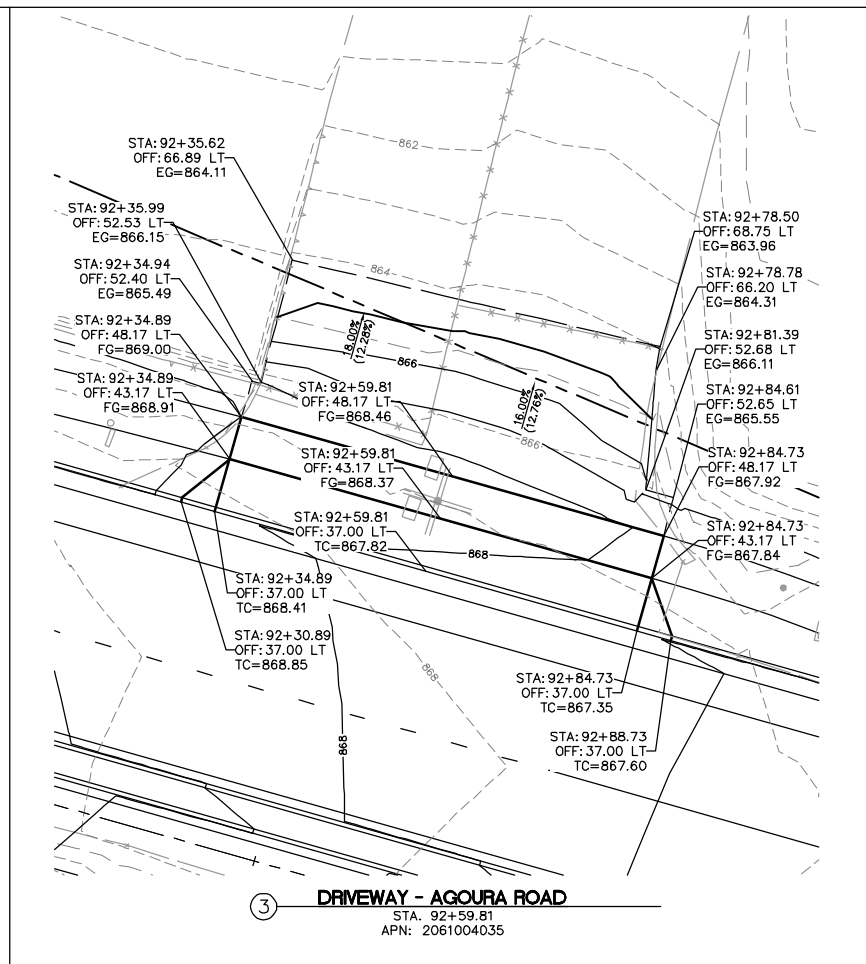 STA: 92+35.62
OFF: 66.89 LT
EG=864.11
STA: 92+35.99
OFF: 52.53 LT
EG=866.15
STA: 92+34.94
OFF: 52.40 LT
EG=865.49
STA: 92+34.89
OFF: 48.17 LT
FG=869.00
STA: 92+34.89
OFF: 43.17 LT
FG=868.91
862
864
18.00%
(12.28%)
866
16.00%
(12.76%)
866
STA: 92+59.81
OFF: 48.17 LT
FG=868.46
STA: 92+59.81
OFF: 43.17 LT
FG=868.37
STA: 92+59.81
OFF: 37.00 LT
TC=867.82
868
STA: 92+34.89
OFF: 37.00 LT
TC=868.41
STA: 92+30.89
OFF: 37.00 LT
TC=868.85
868
868
STA: 92+78.50
OFF: 68.75 LT
EG=863.96
STA: 92+78.78
OFF: 66.20 LT
EG=864.31
STA: 92+81.39
OFF: 52.68 LT
EG=866.11
STA: 92+84.61
OFF: 52.65 LT
EG=865.55
STA: 92+84.73
OFF: 48.17 LT
FG=867.92
STA: 92+84.73
OFF: 43.17 LT
FG=867.84
STA: 92+84.73
OFF: 37.00 LT
TC=867.35
STA: 92+88.73
OFF: 37.00 LT
TC=867.60
3 DRIVEWAY - AGOURA ROAD
STA. 92+59.81
APN: 2061004035